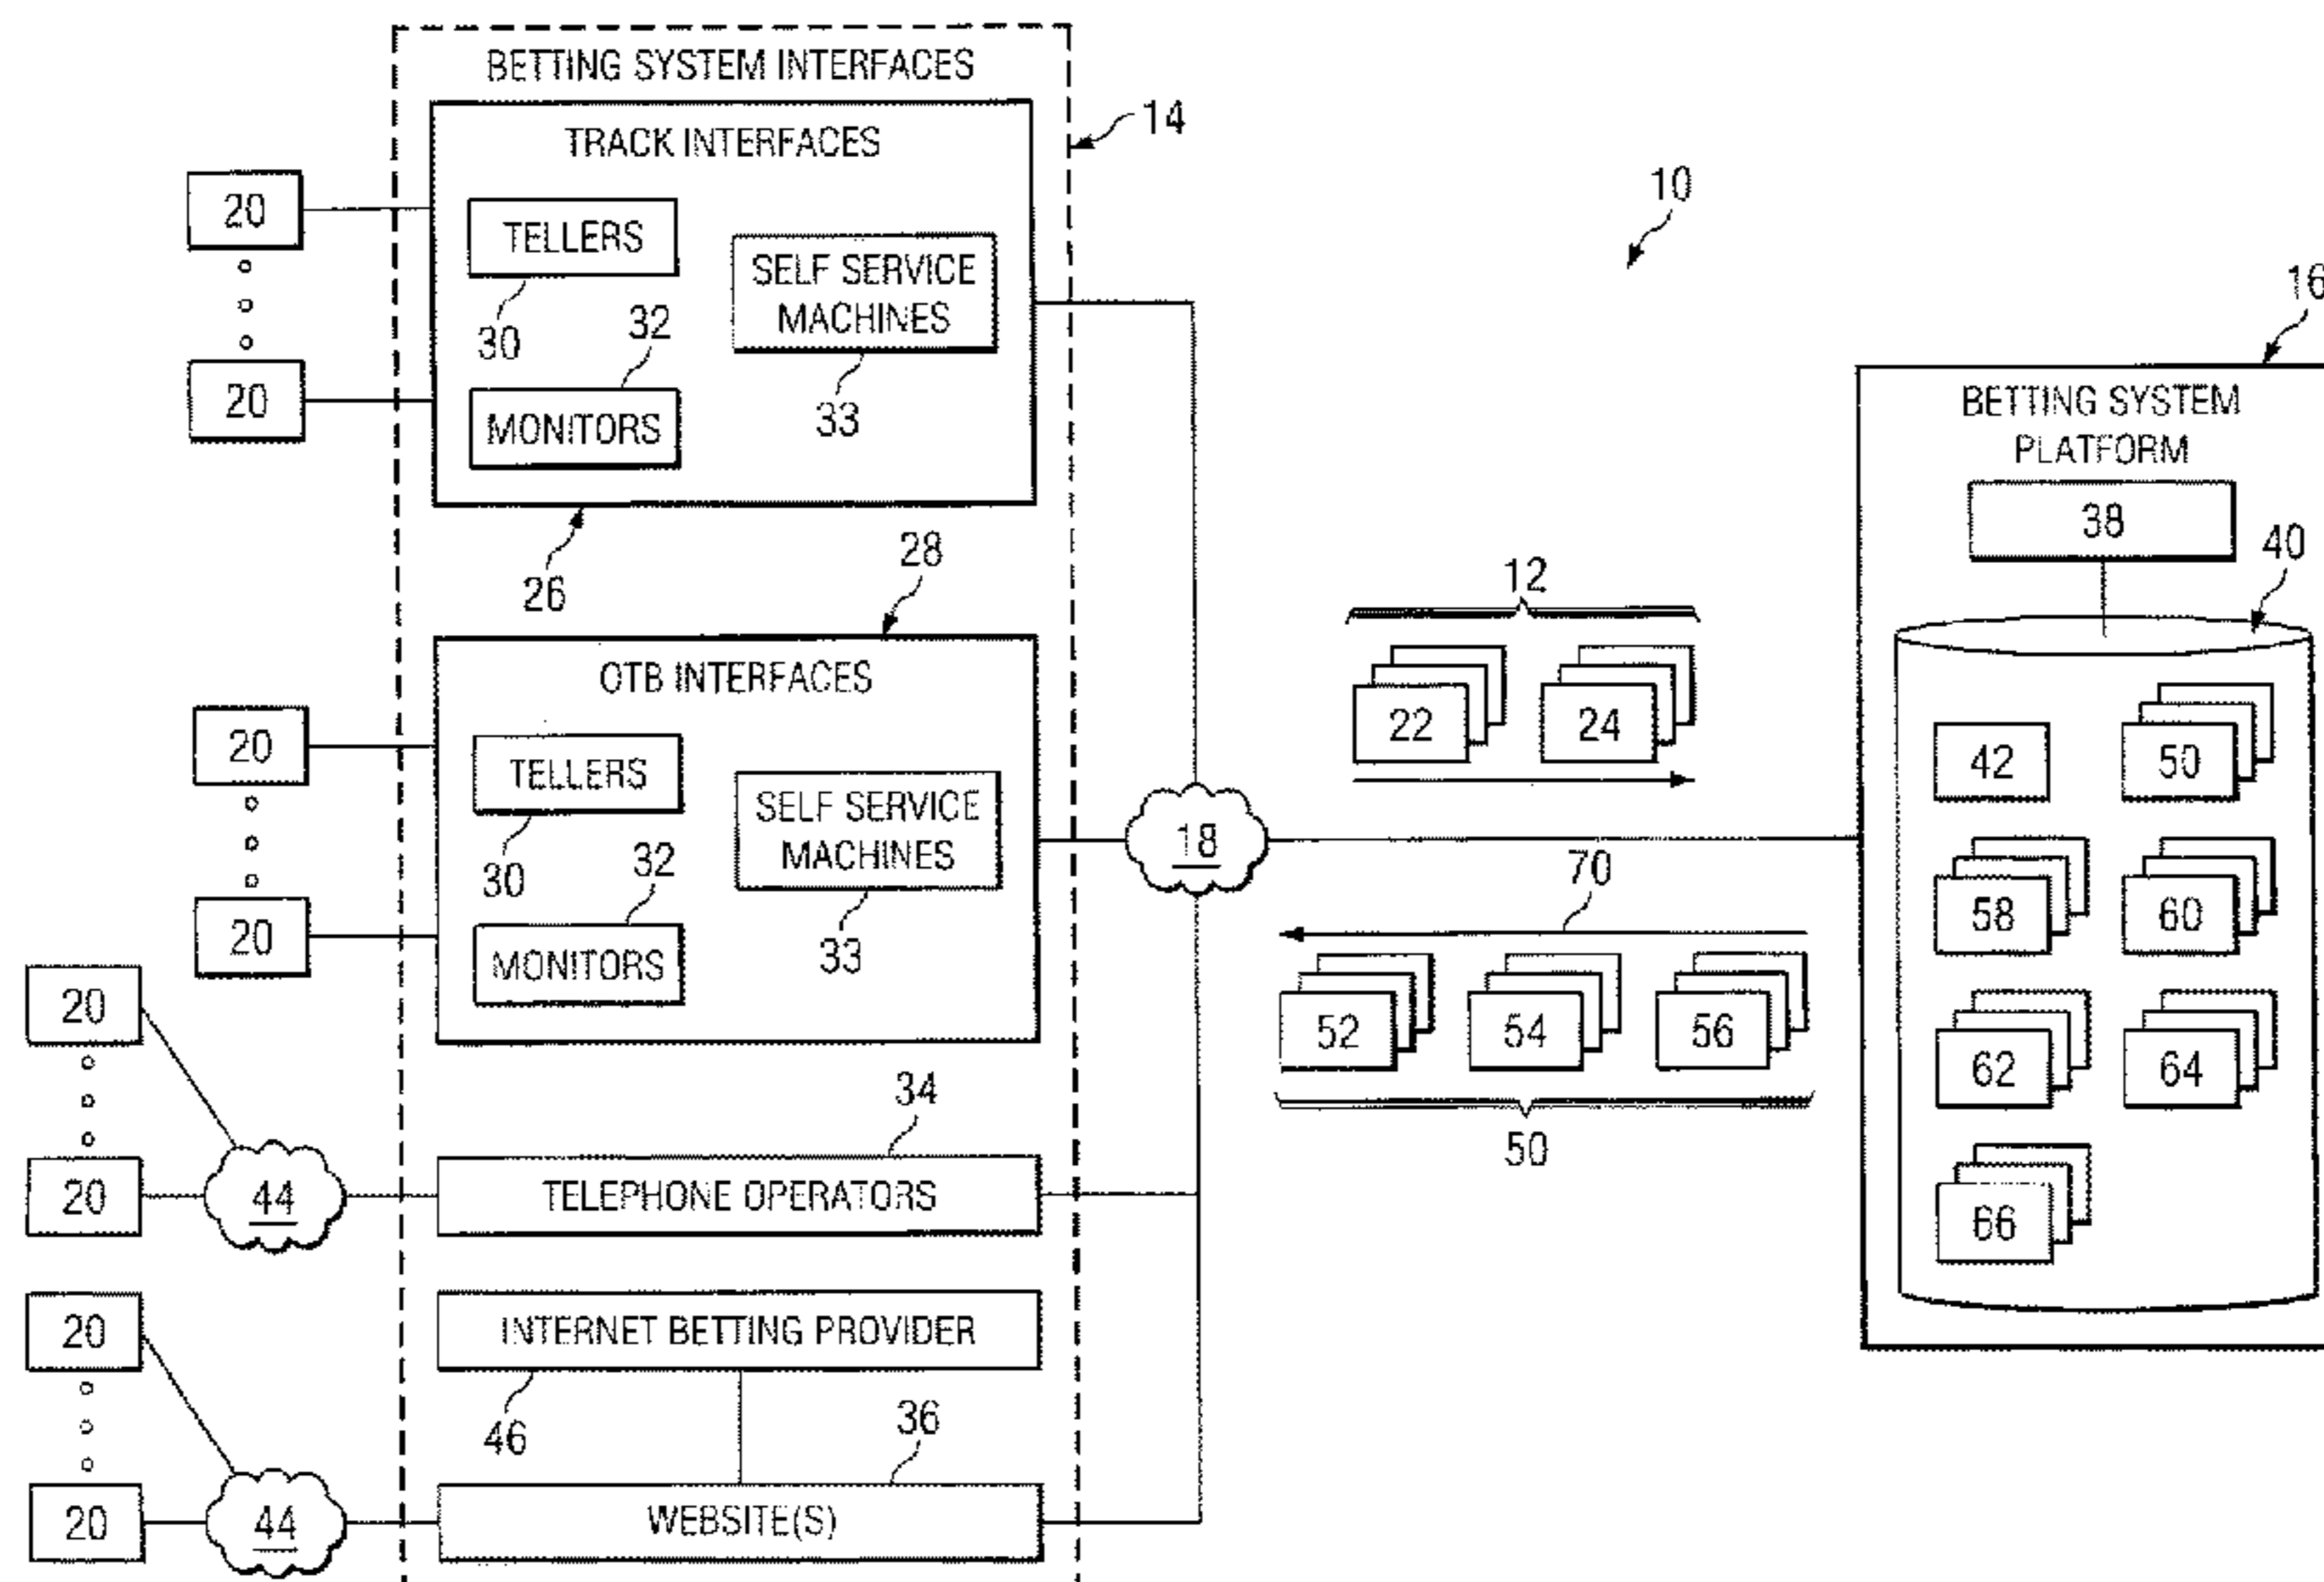 BETTING SYSTEM INTERFACES
14
TRACK INTERFACES
20
TELLERS
30
SELF SERVICE
MACHINES
33
32
MONITORS
20
26
10
16
BETTING SYSTEM
PLATFORM
38
40
28
OTB INTERFACES
20
TELLERS
30
SELF SERVICE
MACHINES
33
32
MONITORS
20
18
12
22
24
70
52
54
56
50
42
50
58
60
62
64
66
20
34
20
44
TELEPHONE OPERATORS
20
INTERNET BETTING PROVIDER
46
36
20
44
WEBSITE(S)